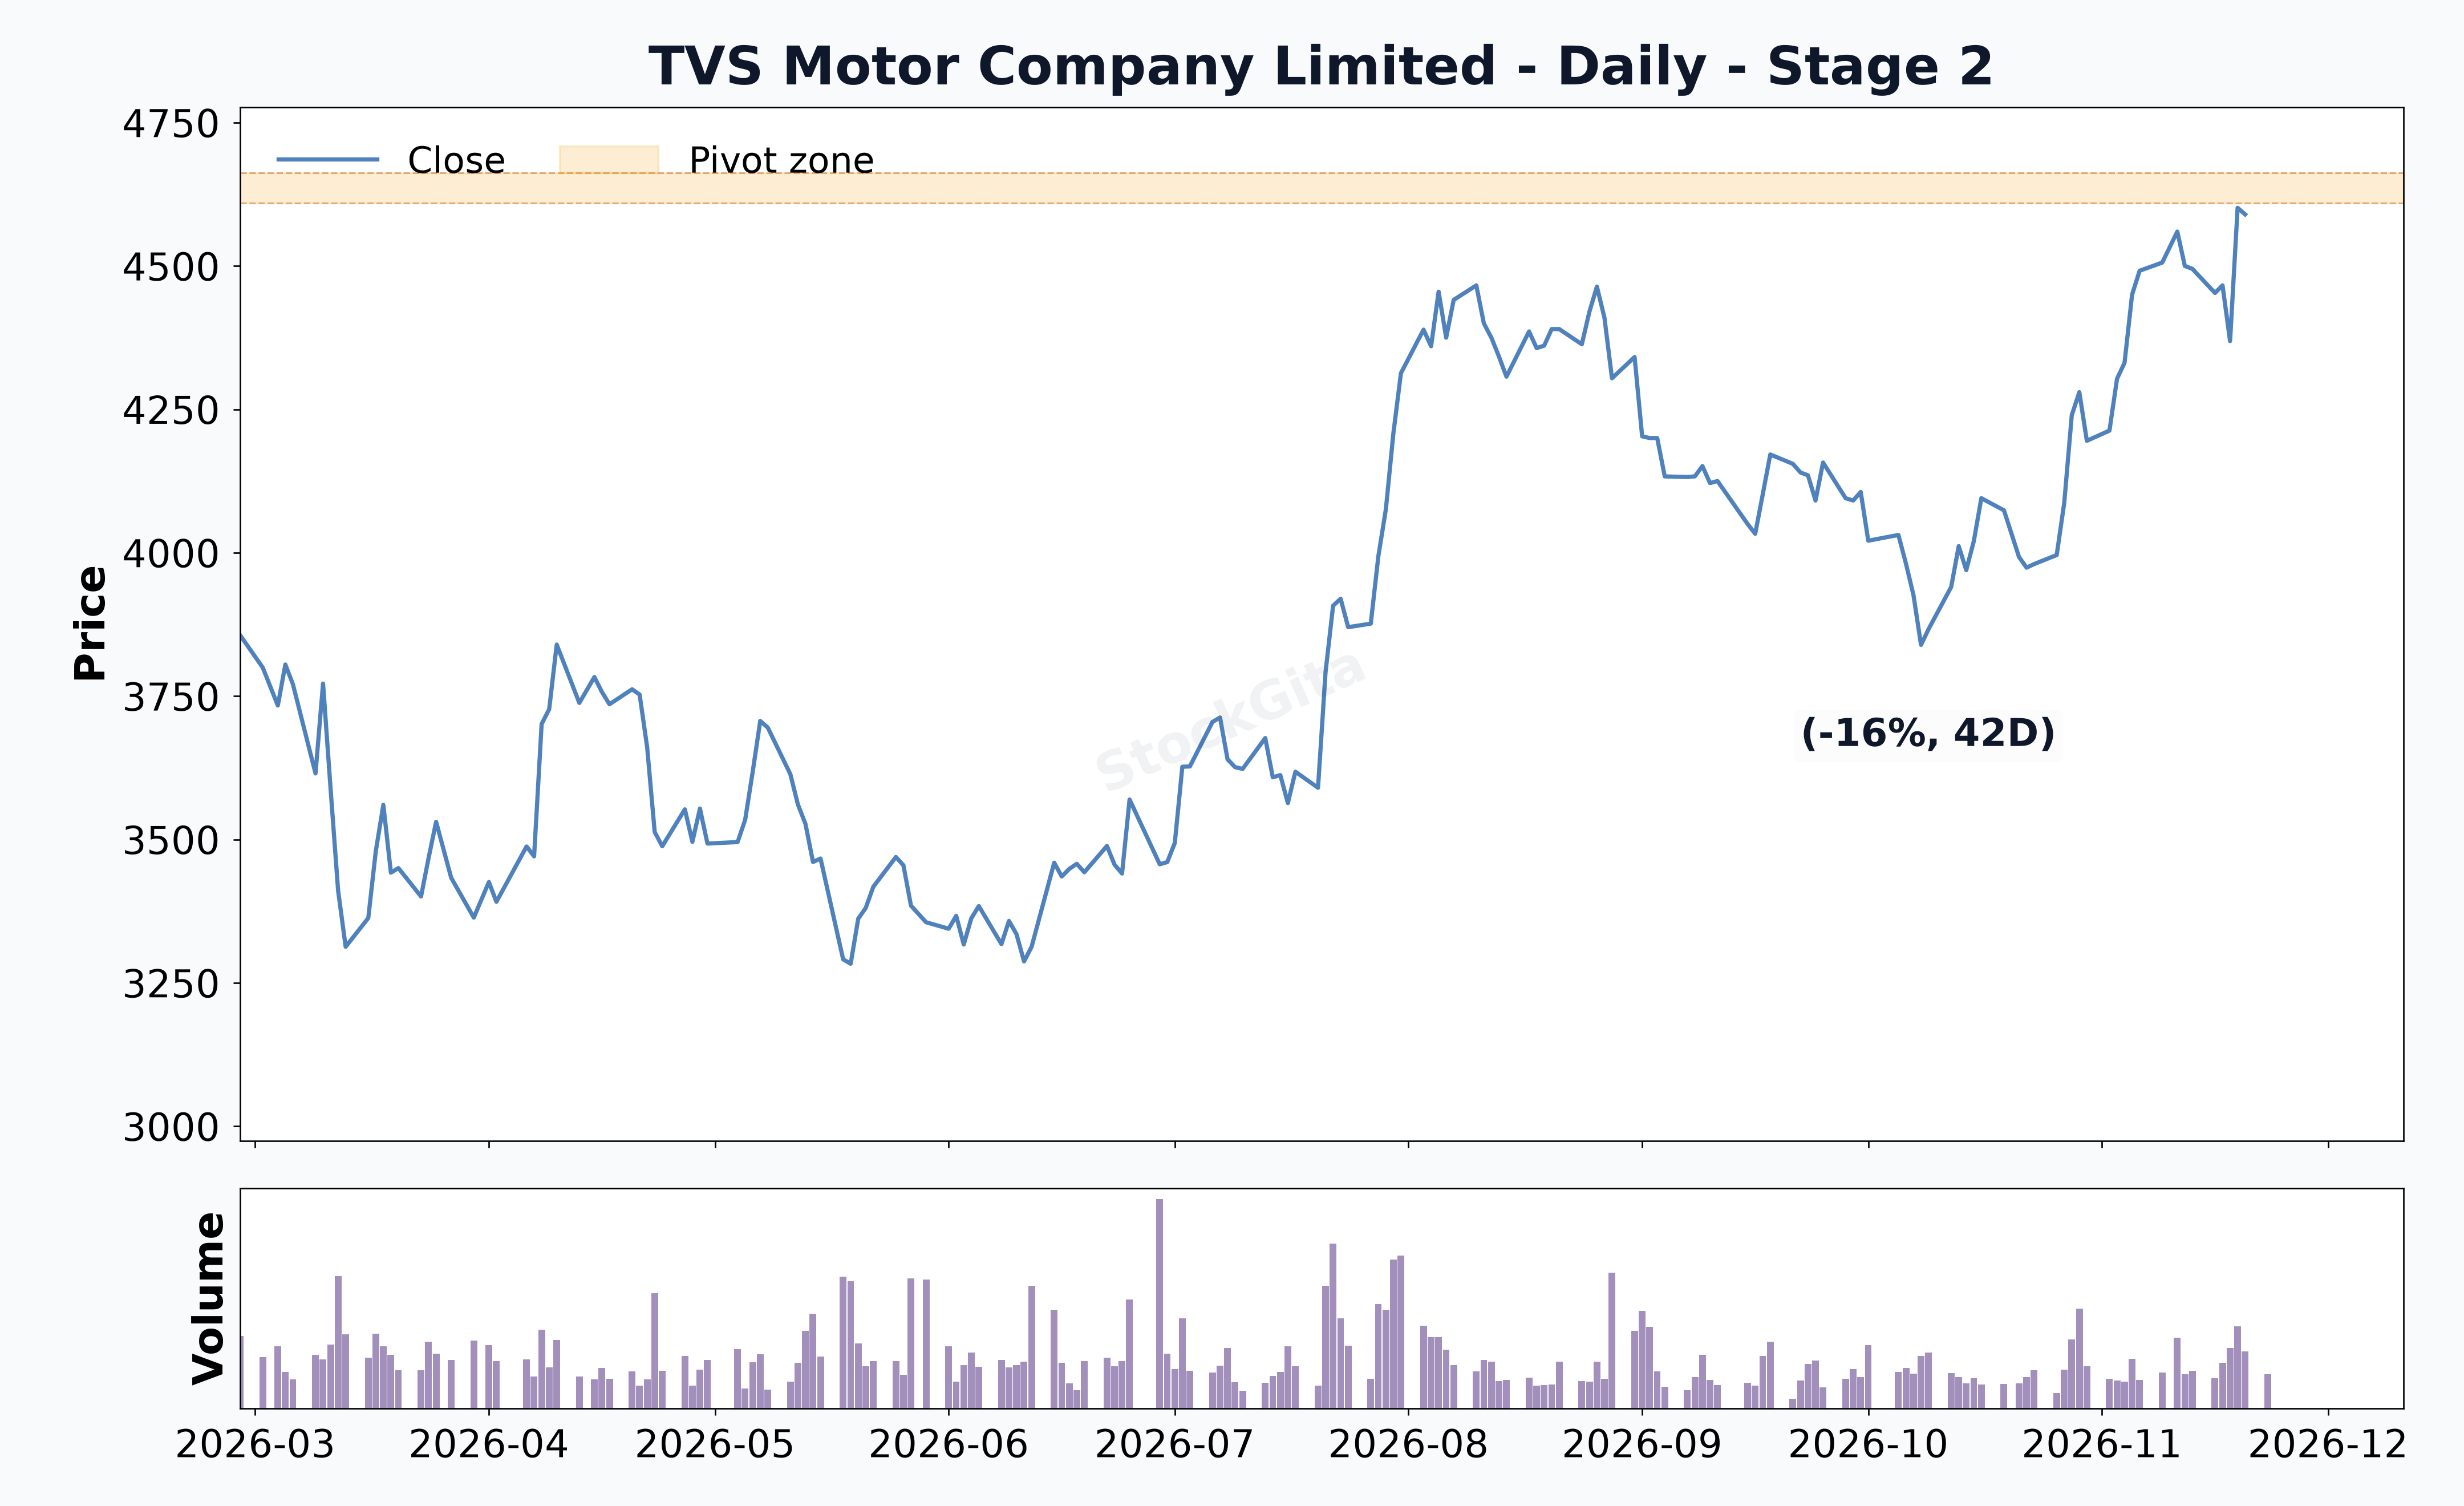 TVS Motor Company Limited - Daily - Stage 2
Close
Pivot zone
4750
4500
4250
4000
3750
3500
3250
3000
Price
StockGita
(-16%, 42D)
Volume
2026-03
2026-04
2026-05
2026-06
2026-07
2026-08
2026-09
2026-10
2026-11
2026-12